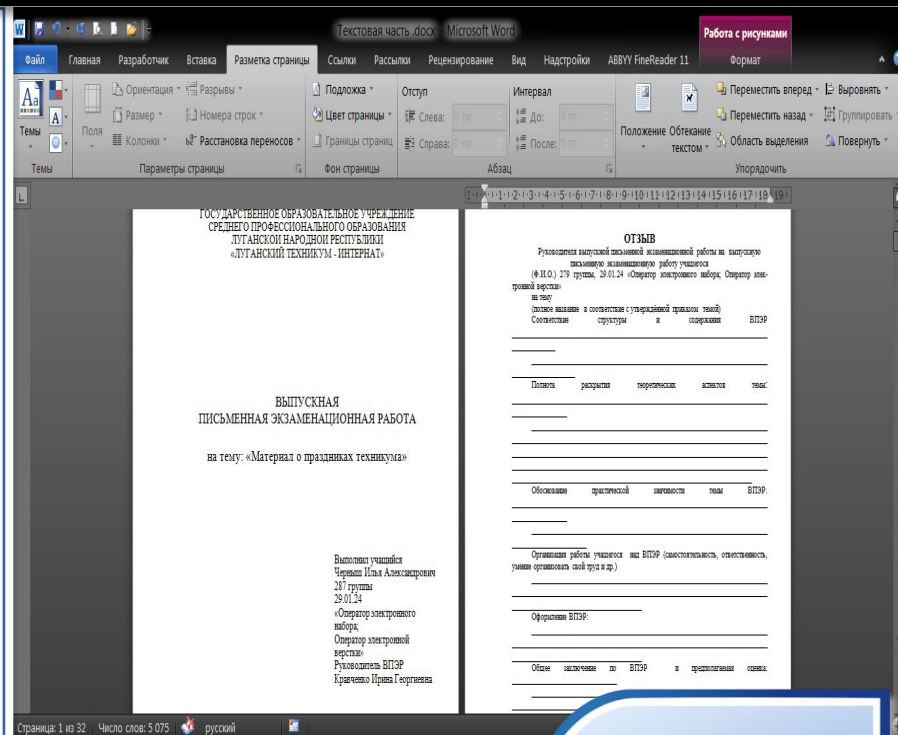 Текстовая часть .docx - Microsoft Word
Работа с рисунками
Файл Главная Разработчик Вставка Разметка страницы Ссылки Рассылки Рецензирование Вид Надстройки ABBYY FineReader 11 Формат
Темы
Поля
Ориентация
Размер
Колонки
Разрывы
Номера строк
Расстановка переносов
Подложка
Цвет страницы
Границы страниц
Отступ
Слева: 0 см
Справа: 0 см
Интервал
До: 0 пт
После: 0 пт
Положение
Обтекание текстом
Переместить вперед
Переместить назад
Область выделения
Выровнять
Группировать
Повернуть
Темы Параметры страницы Фон страницы Абзац Упорядочить
ГОСУДАРСТВЕННОЕ ОБРАЗОВАТЕЛЬНОЕ УЧРЕЖДЕНИЕ
СРЕДНЕГО ПРОФЕССИОНАЛЬНОГО ОБРАЗОВАНИЯ
ЛУГАНСКОЙ НАРОДНОЙ РЕСПУБЛИКИ
«ЛУГАНСКИЙ ТЕХНИКУМ - ИНТЕРНАТ»
ВЫПУСКНАЯ
ПИСЬМЕННАЯ ЭКЗАМЕНАЦИОННАЯ РАБОТА
на тему: «Материал о праздниках техникума»
Выполнил учащийся
Черныш Илья Александрович
287 группы
29.01.24
«Оператор электронного
набора;
Оператор электронной
верстки»
Руководитель ВПЭР
Кравченко Ирина Георгиевна
ОТЗЫВ
Руководителя выпускной письменной экзаменационной работы на выпускную
письменную экзаменационную работу учащегося
(Ф.И.О.) 279 группы, 29.01.24 «Оператор электронного набора; Оператор элек-
тронной верстки»
на тему
(полное название в соответствие с утверждённой приказом темой)
Соответствие структуры и содержания ВПЭР
Полнота раскрытия теоретических аспектов темы:
Обоснование практической значимости темы ВПЭР:
Организация работы учащегося над ВПЭР (самостоятельность, ответственность,
умение организовать свой труд и др.)
Оформление ВПЭР:
Общее заключение по ВПЭР и предполагаемая оценка:
Страница: 1 из 32 Число слов: 5 075 русский